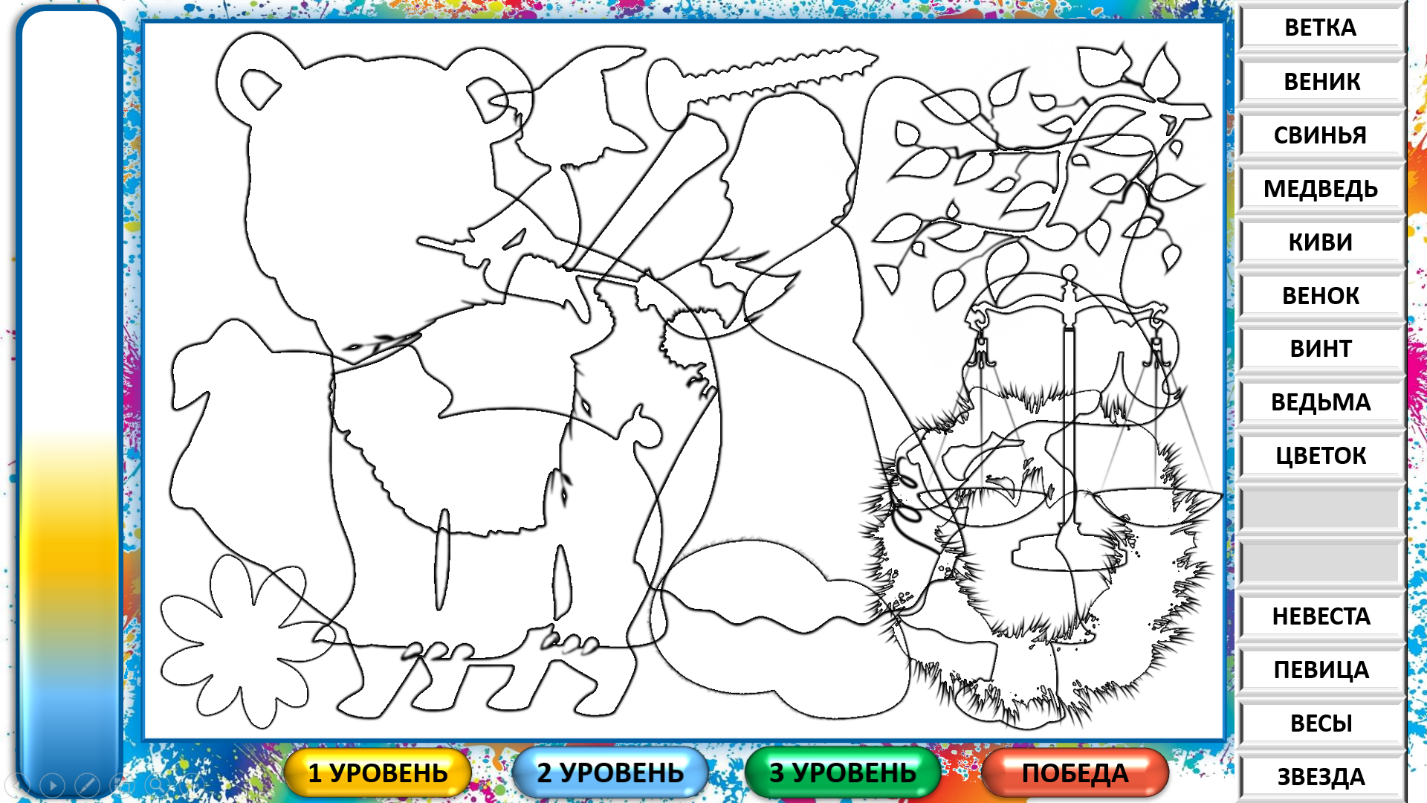 ВЕТКА
ВЕНИК
СВИНЬЯ
МЕДВЕДЬ
КИВИ
ВЕНОК
ВИНТ
ВЕДЬМА
ЦВЕТОК
НЕВЕСТА
ПЕВИЦА
ВЕСЫ
ЗВЕЗДА
1 УРОВЕНЬ
2 УРОВЕНЬ
3 УРОВЕНЬ
ПОБЕДА